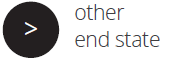 >
other
end state